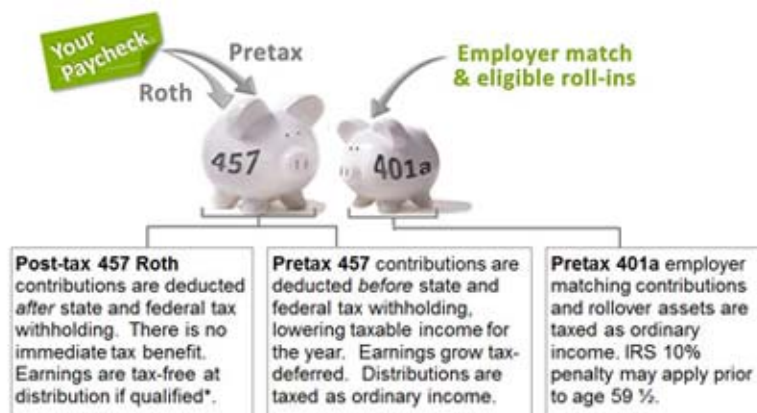 Your
Paycheck
Pretax
Roth
Employer match
& eligible roll-ins
457
401a
Post-tax 457 Roth
contributions are deducted
after state and federal tax
withholding. There is no
immediate tax benefit.
Earnings are tax-free at
distribution if qualified*.
Pretax 457 contributions are
deducted before state and
federal tax withholding,
lowering taxable income for
the year. Earnings grow tax-
deferred. Distributions are
taxed as ordinary income.
Pretax 401a employer
matching contributions
and rollover assets are
taxed as ordinary
income. IRS 10%
penalty may apply prior
to age 59 ½.